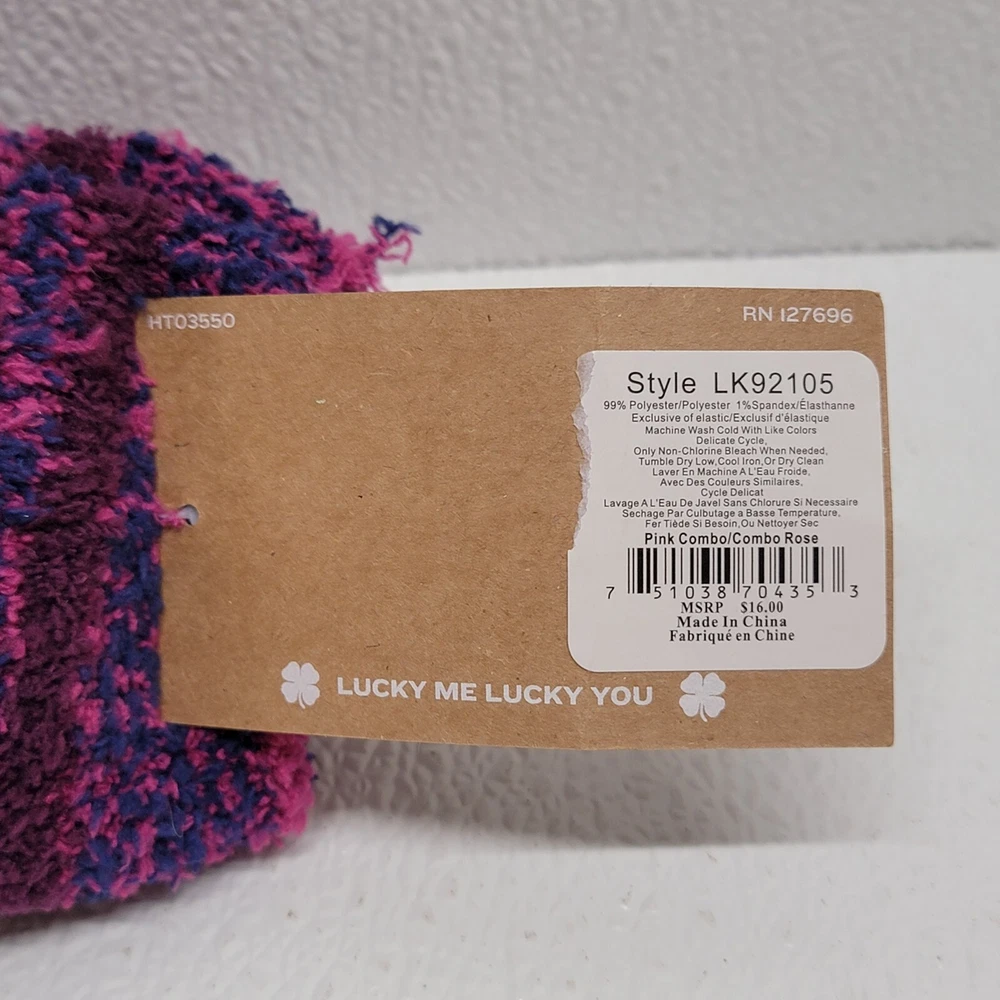 HT03550
RN 127696
Style LK92105
99% Polyester/Polyester 1%Spandex/Élasthanne
Exclusive of elastic/Exclusif d'élastique
Machine Wash Cold With Like Colors
Delicate Cycle,
Only Non-Chlorine Bleach When Needed,
Tumble Dry Low,Cool Iron,Or Dry Clean
Laver En Machine A L'Eau Froide,
Avec Des Couleurs Similaires,
Cycle Delicat
Lavage A L'Eau De Javel Sans Chlorure Si Necessaire
Sechage Par Culbutage a Basse Temperature,
Fer Tiède Si Besoin,Ou Nettoyer Sec
Pink Combo/Combo Rose
7 51038 70435 3
MSRP $16.00
Made In China
Fabriqué en Chine
LUCKY ME LUCKY YOU